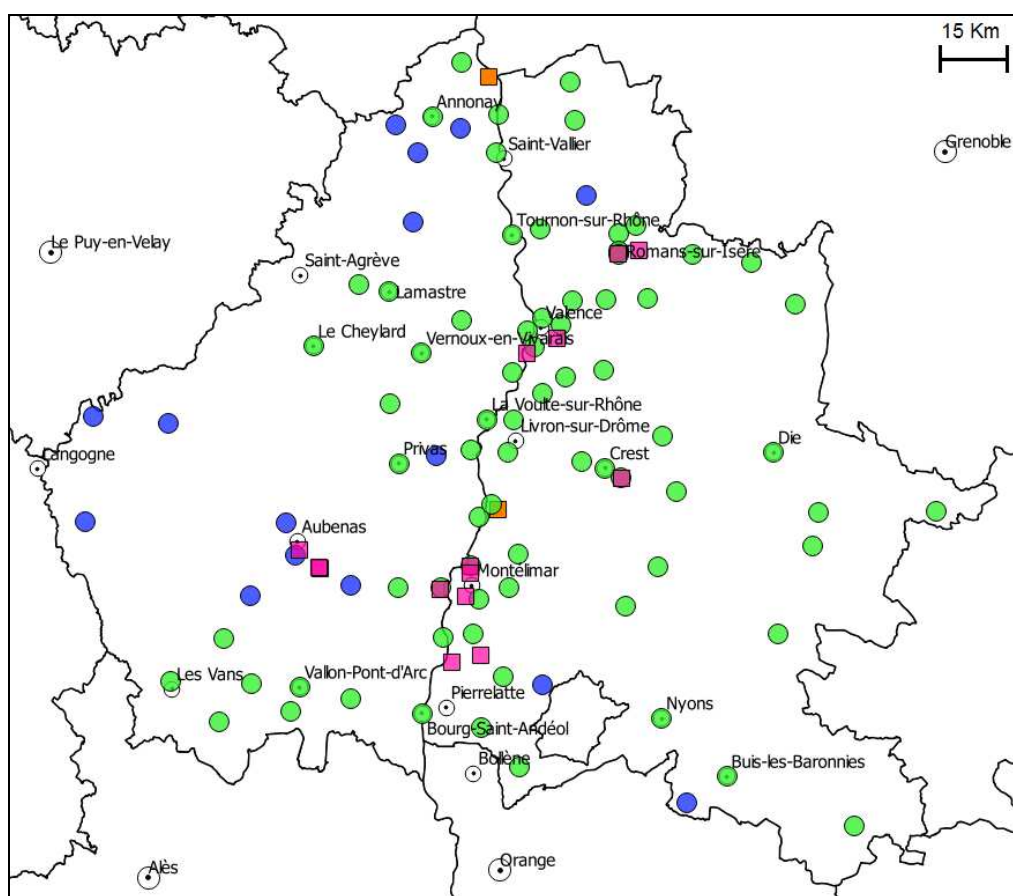 15 Km
Annonay
Saint-Vallier
Grenoble
Tournon-sur-Rhône
Le Puy-en-Velay
Romans-sur-Isère
Saint-Agrève
Lamastre
Valence
Le Cheylard
Vernoux-en-Vivarais
La Voulte-sur-Rhône
Livron-sur-Drôme
Die
Langogne
Privas
Crest
Aubenas
Montélimar
Les Vans
Vallon-Pont-d'Arc
Pierrelatte
Nyons
Bourg-Saint-Andéol
Bollène
Buis-les-Baronnies
Alès
Orange